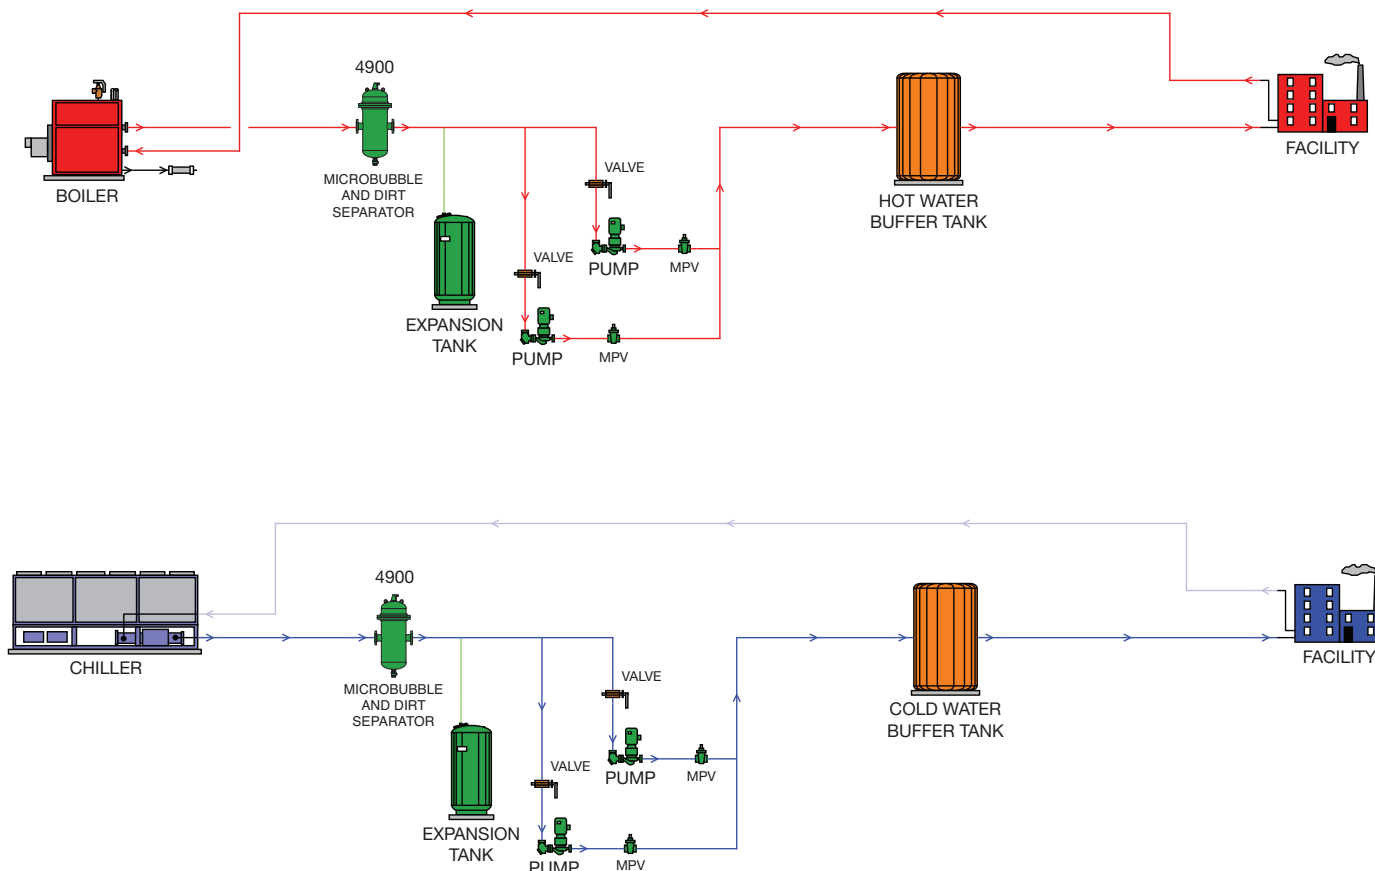 4900
BOILER
MICROBUBBLE
AND DIRT
SEPARATOR
VALVE
HOT WATER
BUFFER TANK
FACILITY
VALVE
PUMP
MPV
EXPANSION
TANK
PUMP
MPV
4900
CHILLER
MICROBUBBLE
AND DIRT
SEPARATOR
VALVE
COLD WATER
BUFFER TANK
FACILITY
VALVE
PUMP
MPV
EXPANSION
TANK
PUMP
MPV